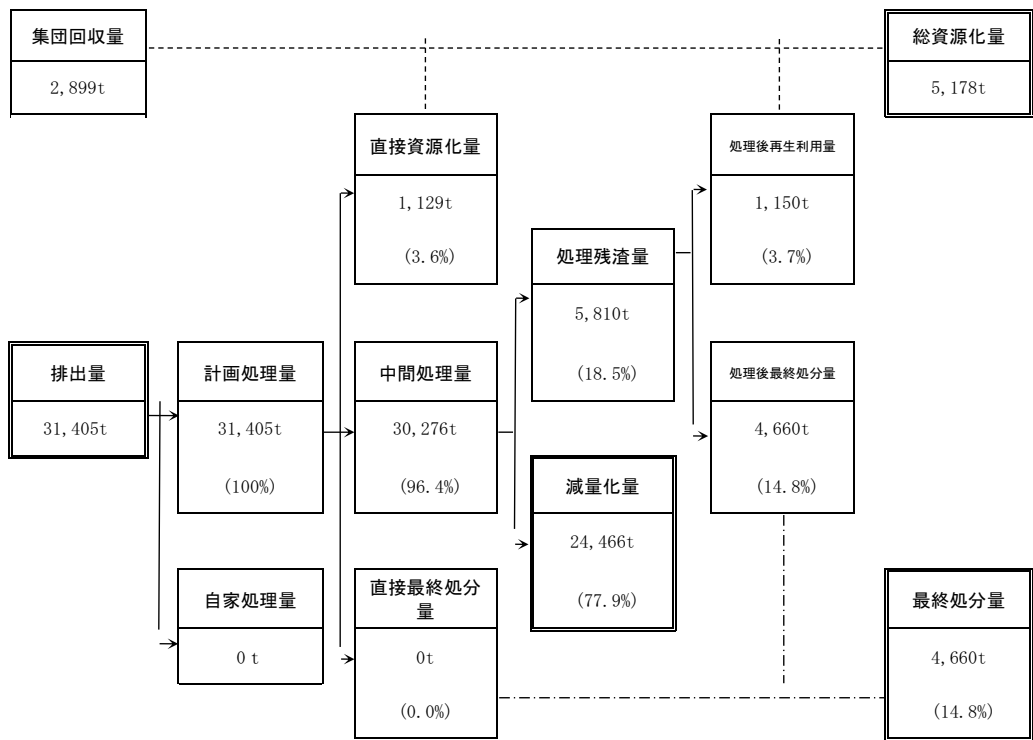 集団回収量
2,899t
総資源化量
5,178t
直接資源化量
1,129t
(3.6%)
処理後再生利用量
1,150t
(3.7%)
処理残渣量
5,810t
(18.5%)
排出量
31,405t
計画処理量
31,405t
(100%)
中間処理量
30,276t
(96.4%)
処理後最終処分量
4,660t
(14.8%)
減量化量
24,466t
(77.9%)
自家処理量
0 t
直接最終処分
量
0t
(0.0%)
最終処分量
4,660t
(14.8%)